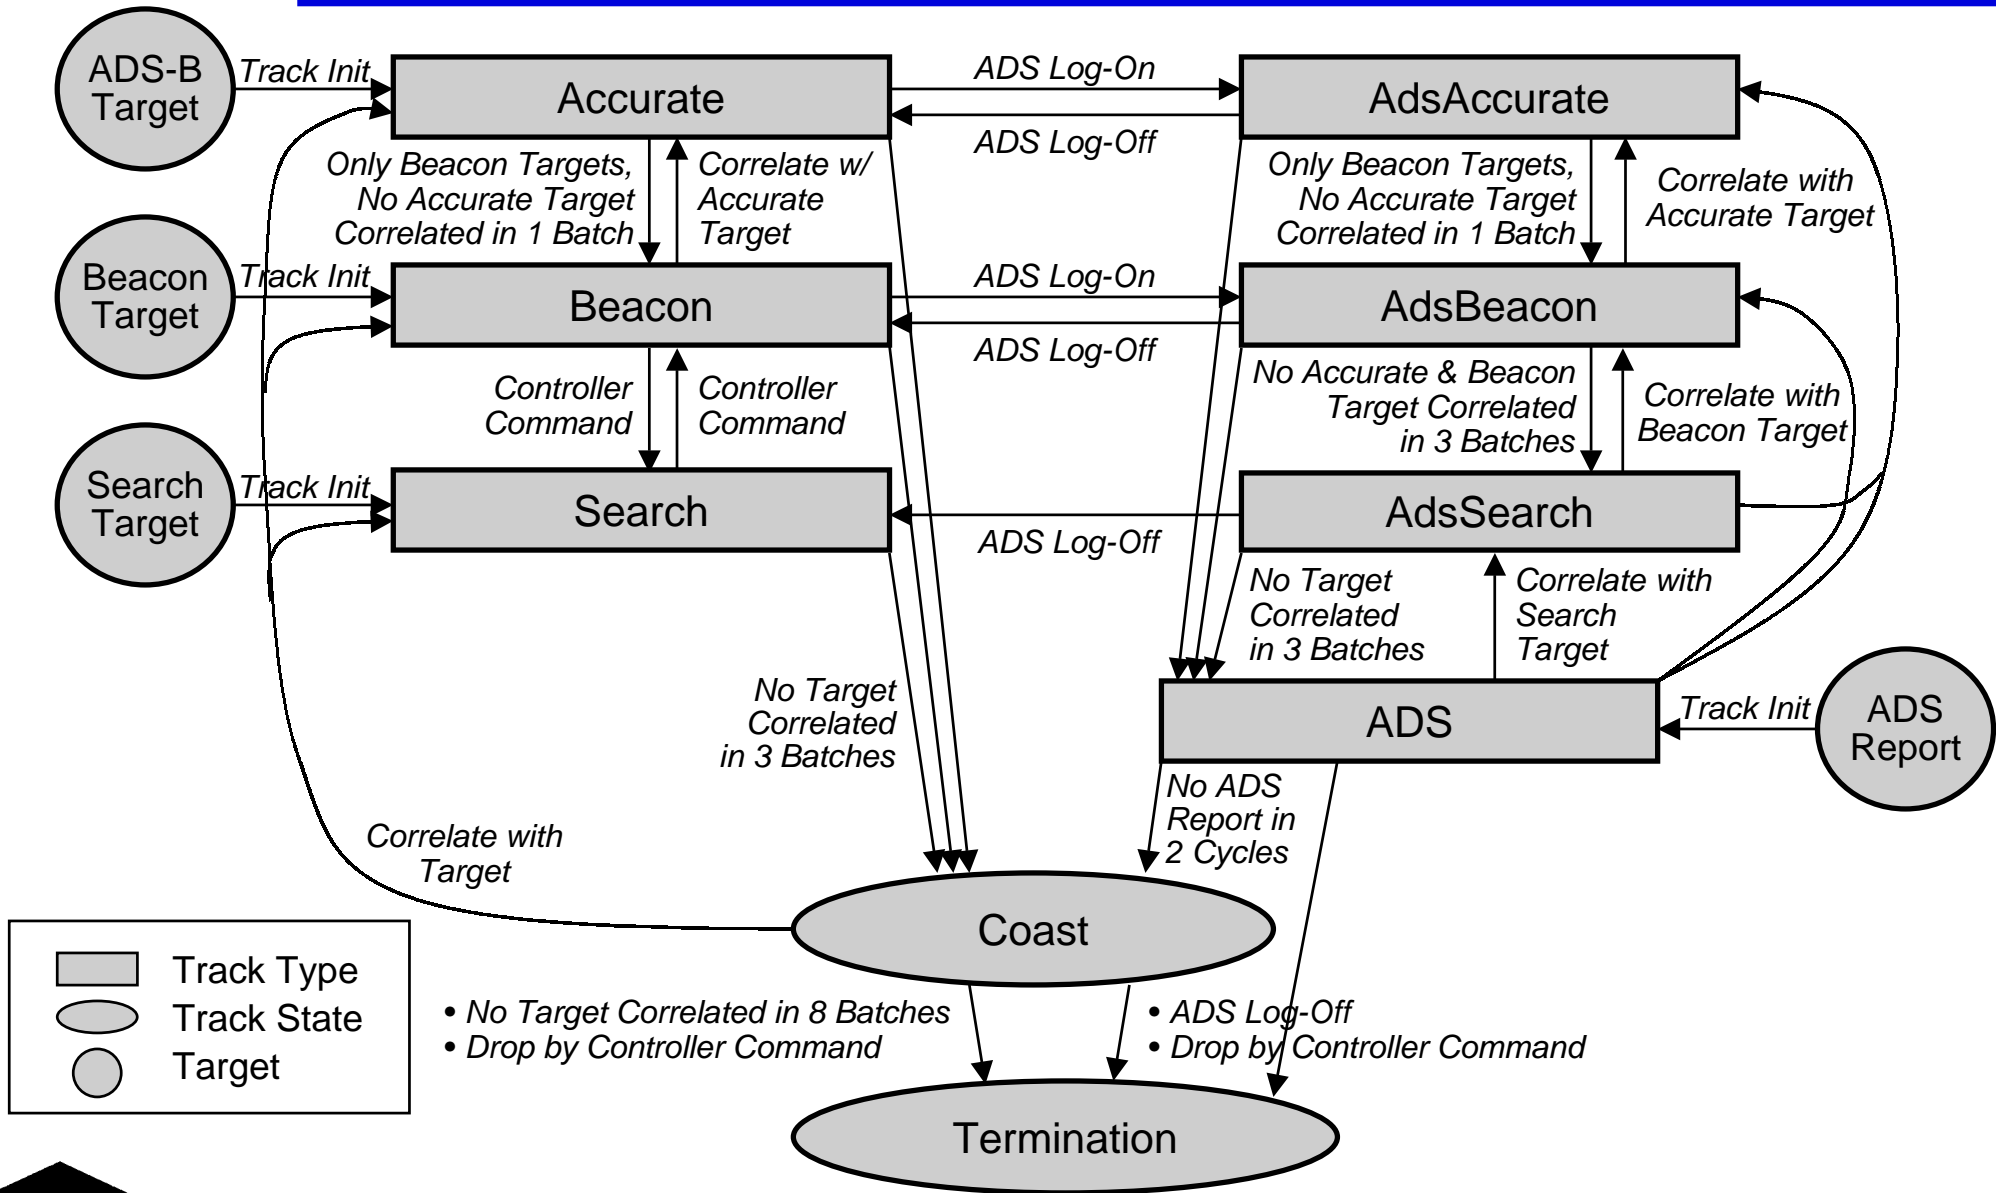 ADS-B
Target
Track Init
Accurate
ADS Log-On
ADS Log-Off
AdsAccurate
Only Beacon Targets,
No Accurate Target
Correlated in 1 Batch
Correlate w/
Accurate
Target
Only Beacon Targets,
No Accurate Target
Correlated in 1 Batch
Correlate with
Accurate Target
Beacon
Target
Track Init
Beacon
ADS Log-On
ADS Log-Off
AdsBeacon
Controller
Command
Controller
Command
No Accurate & Beacon
Target Correlated
in 3 Batches
Correlate with
Beacon Target
Search
Target
Track Init
Search
ADS Log-Off
AdsSearch
No Target
Correlated
in 3 Batches
Correlate with
Search
Target
No Target
Correlated
in 3 Batches
ADS
Track Init
ADS
Report
No ADS
Report in
2 Cycles
Correlate with
Target
Coast
• No Target Correlated in 8 Batches
• Drop by Controller Command
• ADS Log-Off
• Drop by Controller Command
Termination
Track Type
Track State
Target